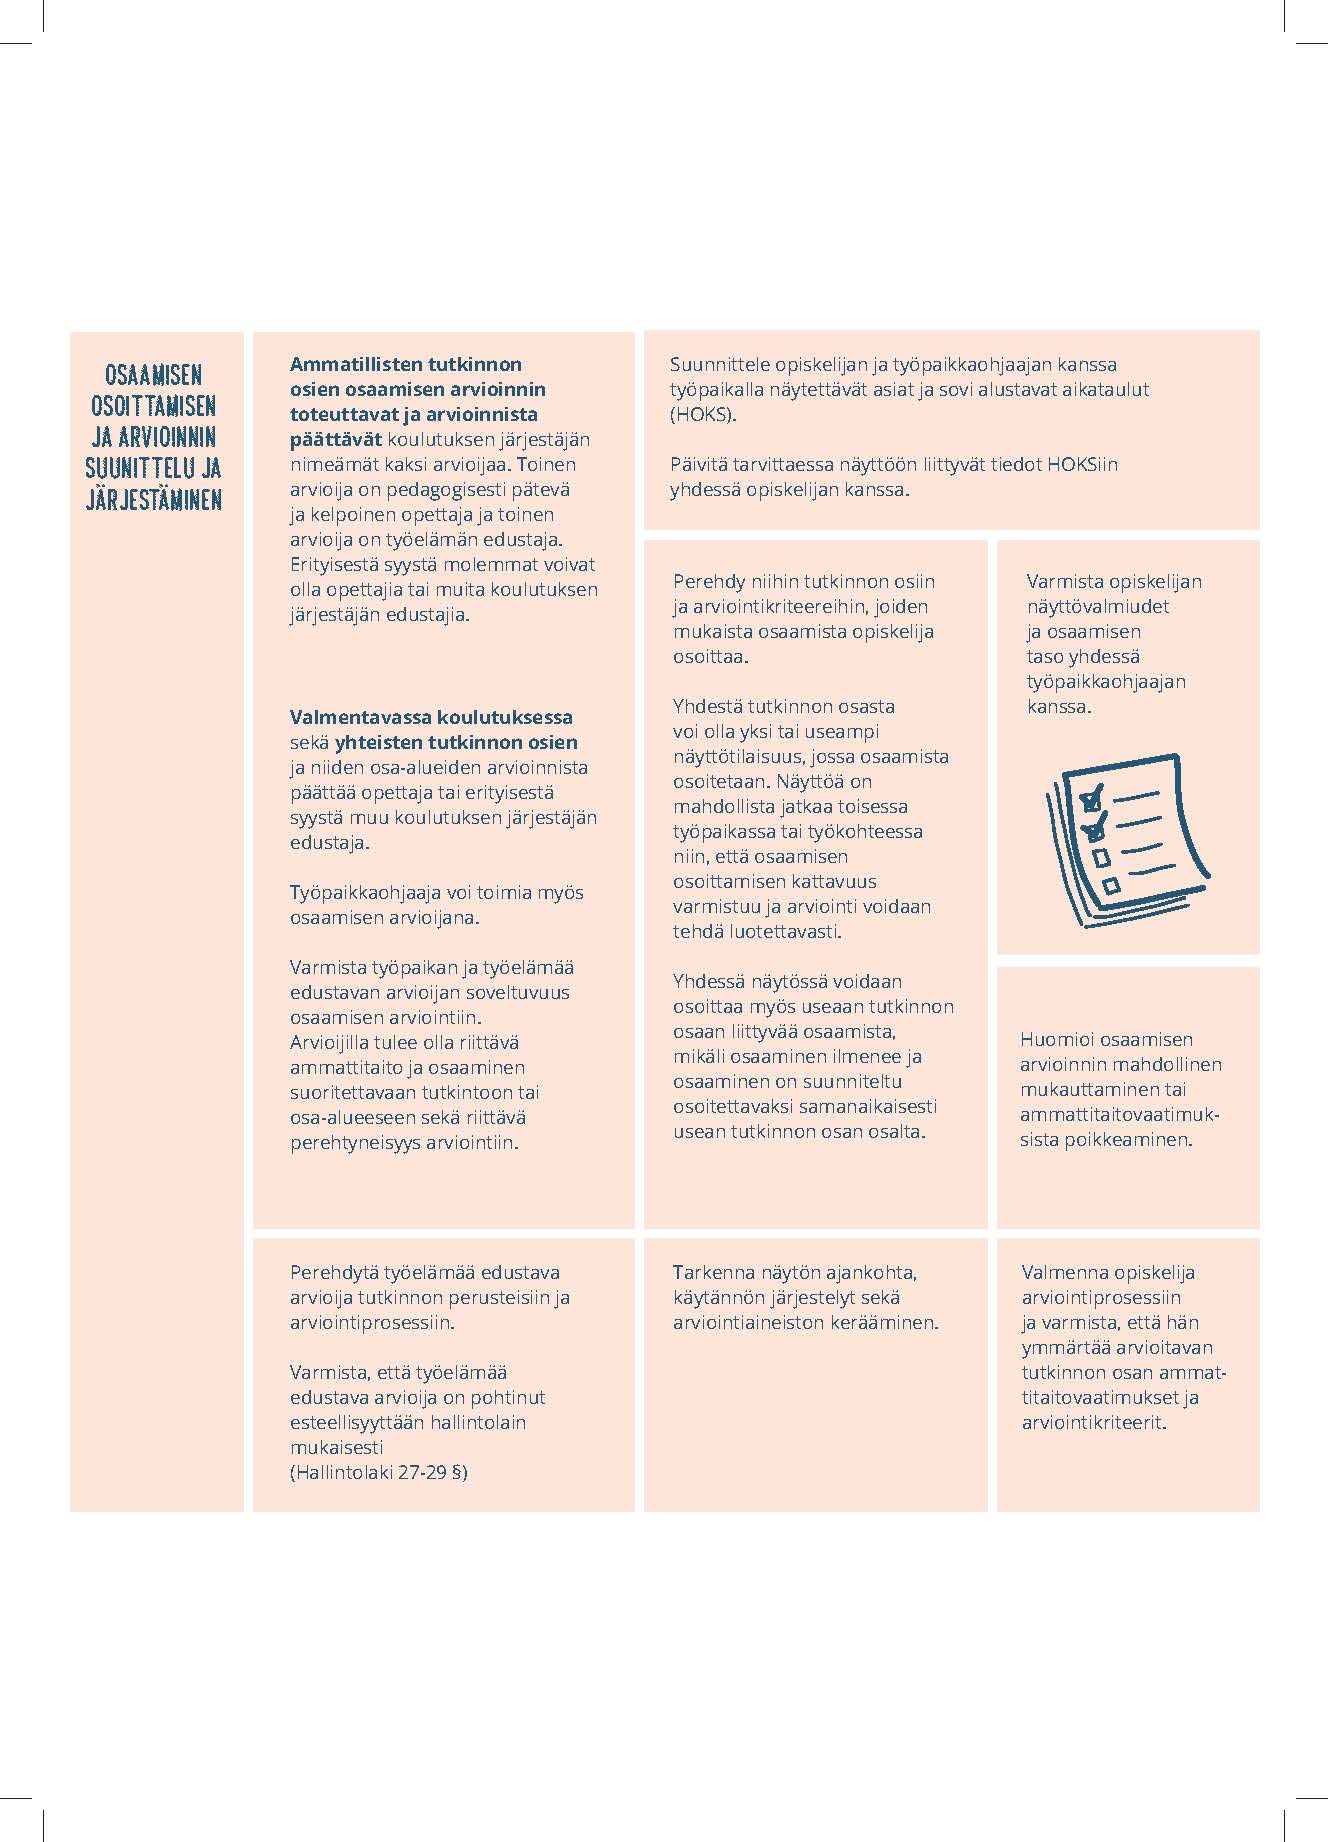 OSAAMISEN
OSOITTAMISEN
JA ARVIOINNIN
SUUNITTELU JA
JÄRJESTÄMINEN
Ammatillisten tutkinnon
osien osaamisen arvioinnin
toteuttavat ja arvioinnista
päättävät koulutuksen järjestäjän
nimeämät kaksi arvioijaa. Toinen
arvioija on pedagogisesti pätevä
ja kelpoinen opettaja ja toinen
arvioija on työelämän edustaja.
Erityisestä syystä molemmat voivat
olla opettajia tai muita koulutuksen
järjestäjän edustajia.
Valmentavassa koulutuksessa
sekä yhteisten tutkinnon osien
ja niiden osa-alueiden arvioinnista
päättää opettaja tai erityisestä
syystä muu koulutuksen järjestäjän
edustaja.
Työpaikkaohjaaja voi toimia myös
osaamisen arvioijana.
Varmista työpaikan ja työelämää
edustavan arvioijan soveltuvuus
osaamisen arviointiin.
Arvioijilla tulee olla riittävä
ammattitaito ja osaaminen
suoritettavaan tutkintoon tai
osa-alueeseen sekä riittävä
perehtyneisyys arviointiin.
Suunnittele opiskelijan ja työpaikkaohjaajan kanssa
työpaikalla näytettävät asiat ja sovi alustavat aikataulut
(HOKS).
Päivitä tarvittaessa näyttöön liittyvät tiedot HOKSiin
yhdessä opiskelijan kanssa.
Perehdy niihin tutkinnon osiin
ja arviointikriteereihin, joiden
mukaista osaamista opiskelija
osoittaa.
Yhdestä tutkinnon osasta
voi olla yksi tai useampi
näyttötilaisuus, jossa osaamista
osoitetaan. Näyttöä on
mahdollista jatkaa toisessa
työpaikassa tai työkohteessa
niin, että osaamisen
osoittamisen kattavuus
varmistuu ja arviointi voidaan
tehdä luotettavasti.
Yhdessä näytössä voidaan
osoittaa myös useaan tutkinnon
osaan liittyvää osaamista,
mikäli osaaminen ilmenee ja
osaaminen on suunniteltu
osoitettavaksi samanaikaisesti
usean tutkinnon osan osalta.
Varmista opiskelijan
näyttövalmiudet
ja osaamisen
taso yhdessä
työpaikkaohjaajan
kanssa.
Huomioi osaamisen
arvioinnin mahdollinen
mukauttaminen tai
ammattitaitovaatimuk-
sista poikkeaminen.
Perehdytä työelämää edustava
arvioija tutkinnon perusteisiin ja
arviointiprosessiin.
Varmista, että työelämää
edustava arvioija on pohtinut
esteellisyyttään hallintolain
mukaisesti
(Hallintolaki 27-29 §)
Tarkenna näytön ajankohta,
käytännön järjestelyt sekä
arviointiaineiston kerääminen.
Valmenna opiskelija
arviointiprosessiin
ja varmista, että hän
ymmärtää arvioitavan
tutkinnon osan ammat-
titaitovaatimukset ja
arviointikriteerit.